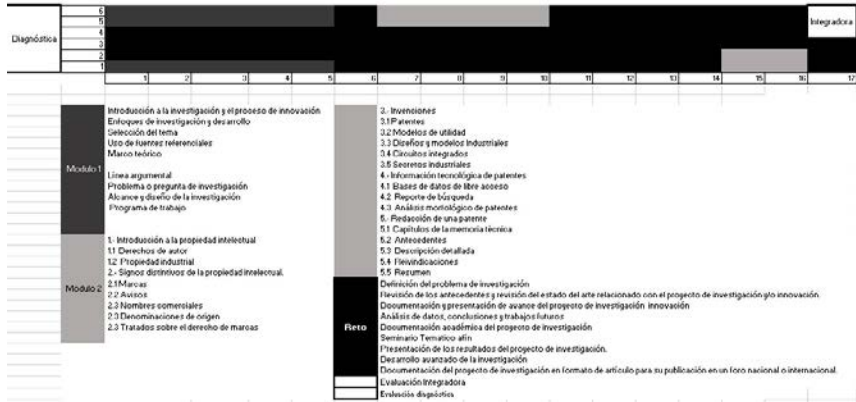 6
5
4
3
2
1
Diagnóstica
Integradora
1 2 3 4 5 6 7 8 9 10 11 12 13 14 15 16 17
Modulo 1
Introducción a la investigación y el proceso de innovación
Enfoques de investigación y desarrollo
Selección del tema
Uso de fuentes referenciales
Marco teórico
Línea argumental
Problema o pregunta de investigación
Alcance y diseño de la investigación
Programa de trabajo
Modulo 2
1.- Introducción a la propiedad intelectual
1.1 Derechos de autor
1.2 Propiedad industrial
2.- Signos distintivos de la propiedad intelectual.
2.1 Marcas
2.2 Avisos
2.3 Nombres comerciales
2.3 Denominaciones de origen
2.3 Tratados sobre el derecho de marcas
3.- Invenciones
3.1 Patentes
3.2 Modelos de utilidad
3.3 Diseños y modelos Industriales
3.4 Circuitos integrados
3.5 Secretos industriales
4.- Información tecnológica de patentes
4.1 Bases de datos de libre acceso
4.2 Reporte de búsqueda
4.3 Análisis morfológico de patentes
5.- Redacción de una patente
5.1 Capítulos de la memoria técnica
5.2 Antecedentes
5.3 Descripción detallada
5.4 Reivindicaciones
5.5 Resumen
Reto
Definición del problema de investigación
Revisión de los antecedentes y revisión del estado del arte relacionado con el proyecto de investigación y/o innovación.
Documentación y presentación de avance del proyecto de investigación innovación
Análisis de datos, conclusiones y trabajos futuros
Documentación académica del proyecto de investigación
Seminario Tematico afín
Presentación de los resultados del proyecto de investigación.
Desarrollo avanzado de la investigación
Documentación del proyecto de investigación en formato de artículo para su publicación en un foro nacional o internacional.
Evaluación Integradora
Evaluación diagnóstica